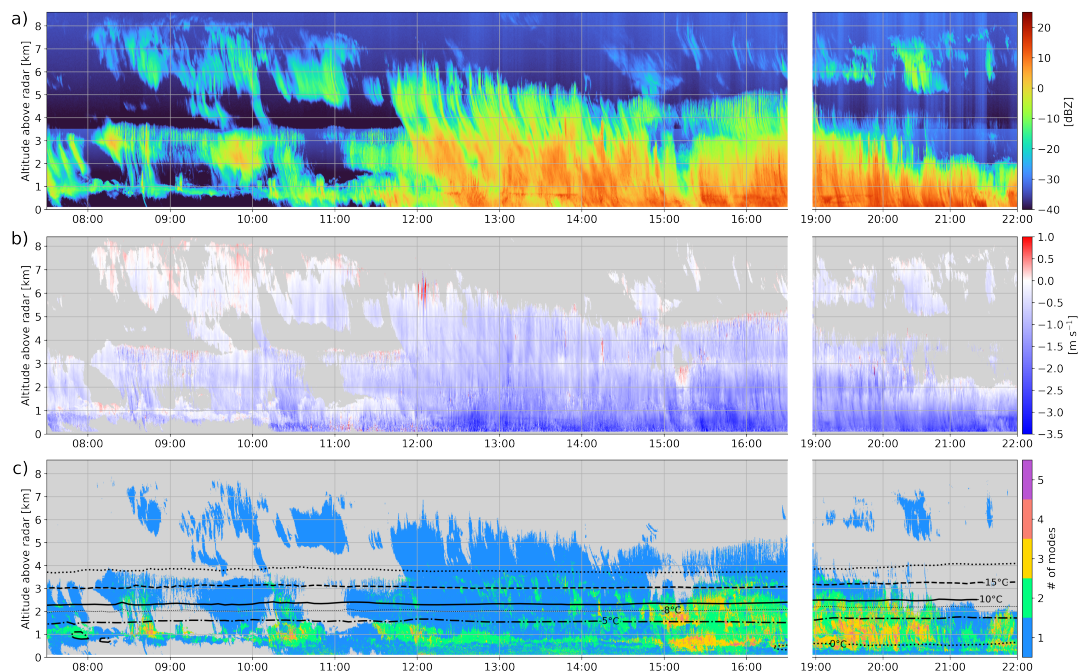 a)
Altitude above radar [km]
8
7
6
5
4
3
2
1
0
08:00 09:00 10:00 11:00 12:00 13:00 14:00 15:00 16:00 19:00 20:00 21:00 22:00
20
10
0
−10
−20
−30
−40
[dBZ]
b)
Altitude above radar [km]
8
7
6
5
4
3
2
1
0
08:00 09:00 10:00 11:00 12:00 13:00 14:00 15:00 16:00 19:00 20:00 21:00 22:00
1.0
0.5
0.0
−0.5
−1.0
−1.5
−2.0
−2.5
−3.0
−3.5
[m s⁻¹]
c)
Altitude above radar [km]
8
7
6
5
4
3
2
1
0
-8°C
-5°C
-15°C
-10°C
0°C
08:00 09:00 10:00 11:00 12:00 13:00 14:00 15:00 16:00 19:00 20:00 21:00 22:00
5
4
3
2
1
# of modes